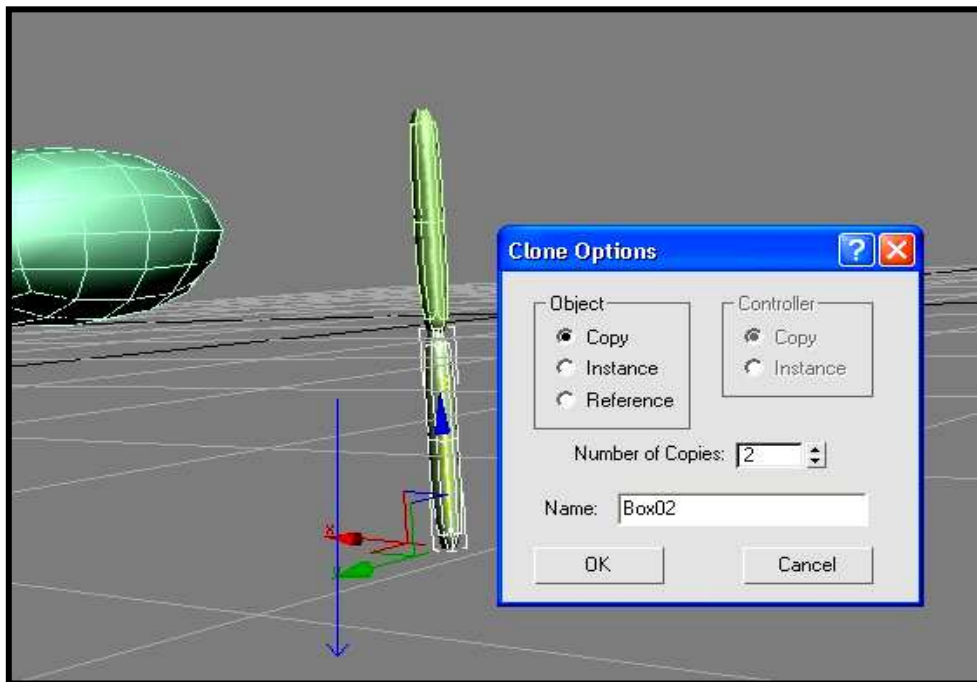 Clone Options
Object
Copy
Instance
Reference
Controller
Copy
Instance
Number of Copies: 2
Name: Box02
OK
Cancel
x
y